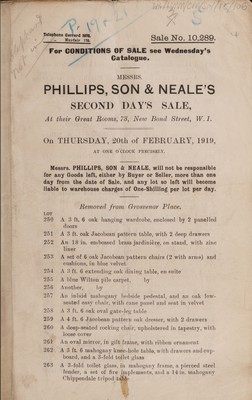 Telephone Gerrard
Mayfair
Sale No. 10,289.
For CONDITIONS OF SALE see Wednesday's
Catalogue.
MESSRS.
PHILLIPS, SON & NEALE'S
SECOND DAY'S SALE,
At their Great Rooms, 73, New Bond Street, W.1.
On THURSDAY, 20th of FEBRUARY, 1919,
AT ONE O'CLOCK PRECISELY.
Messrs. PHILLIPS, SON & NEALE, will not be responsible
for any Goods left, either by Buyer or Seller, more than one
day from the date of Sale, and any lot so left will become
liable to warehouse charges of One-Shilling per lot per day.
Removed from Grosvenor Place.
LOT
250 A 3 ft. 6 oak hanging wardrobe, enclosed by 2 panelled
doors
251 A 3 ft. oak Jacobean pattern table, with 2 deep drawers
252 An 18 in. embossed brass jardinière, on stand, with zinc
liner
253 A set of 6 oak Jacobean pattern chairs (2 with arms) and
cushions, in blue velvet
254 A 3 ft. 6 extending oak dining table, en suite
255 A blue Wilton pile carpet, by
256 Another, by
257 An inlaid mahogany bedside pedestal, and an oak low-
seated easy chair, with cane panel and seat in velvet
258 A 3 ft. 6 oval gate-leg table
259 A 4 ft. 6 Jacobean pattern oak dresser, with 2 drawers
260 A deep-seated rocking chair, upholstered in tapestry, with
loose cover
261 An oval mirror, in gilt frame, with ribbon ornament
262 A 3 ft. 6 mahogany knee-hole table, with drawers and cup-
board, and a 3-fold toilet glass
263 A 3-fold toilet glass, in mahogany frame, a pierced steel
fender, a set of fire implements, and a 14 in. mahogany
Chippendale tripod table